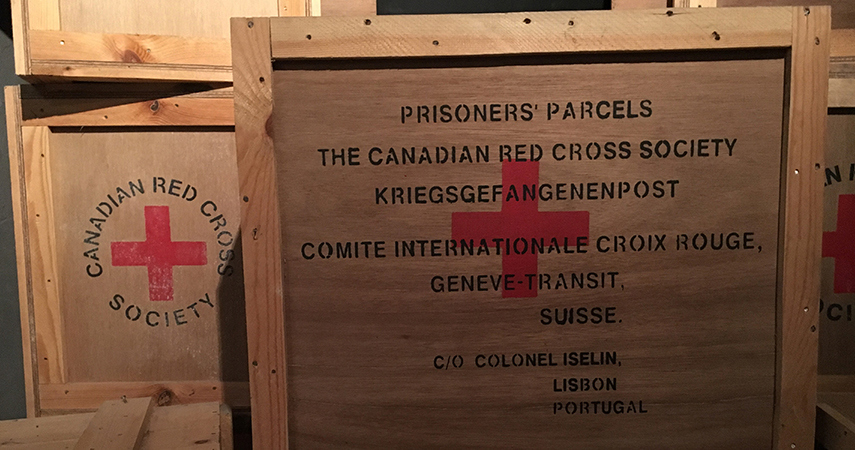 PRISONERS' PARCELS
THE CANADIAN RED CROSS SOCIETY
KRIEGSGEFANGENENPOST
COMITE INTERNATIONALE CROIX ROUGE,
GENEVE-TRANSIT,
SUISSE.
C/O COLONEL ISELIN,
LISBON
PORTUGAL
CANADIAN RED CROSS
SOCIETY